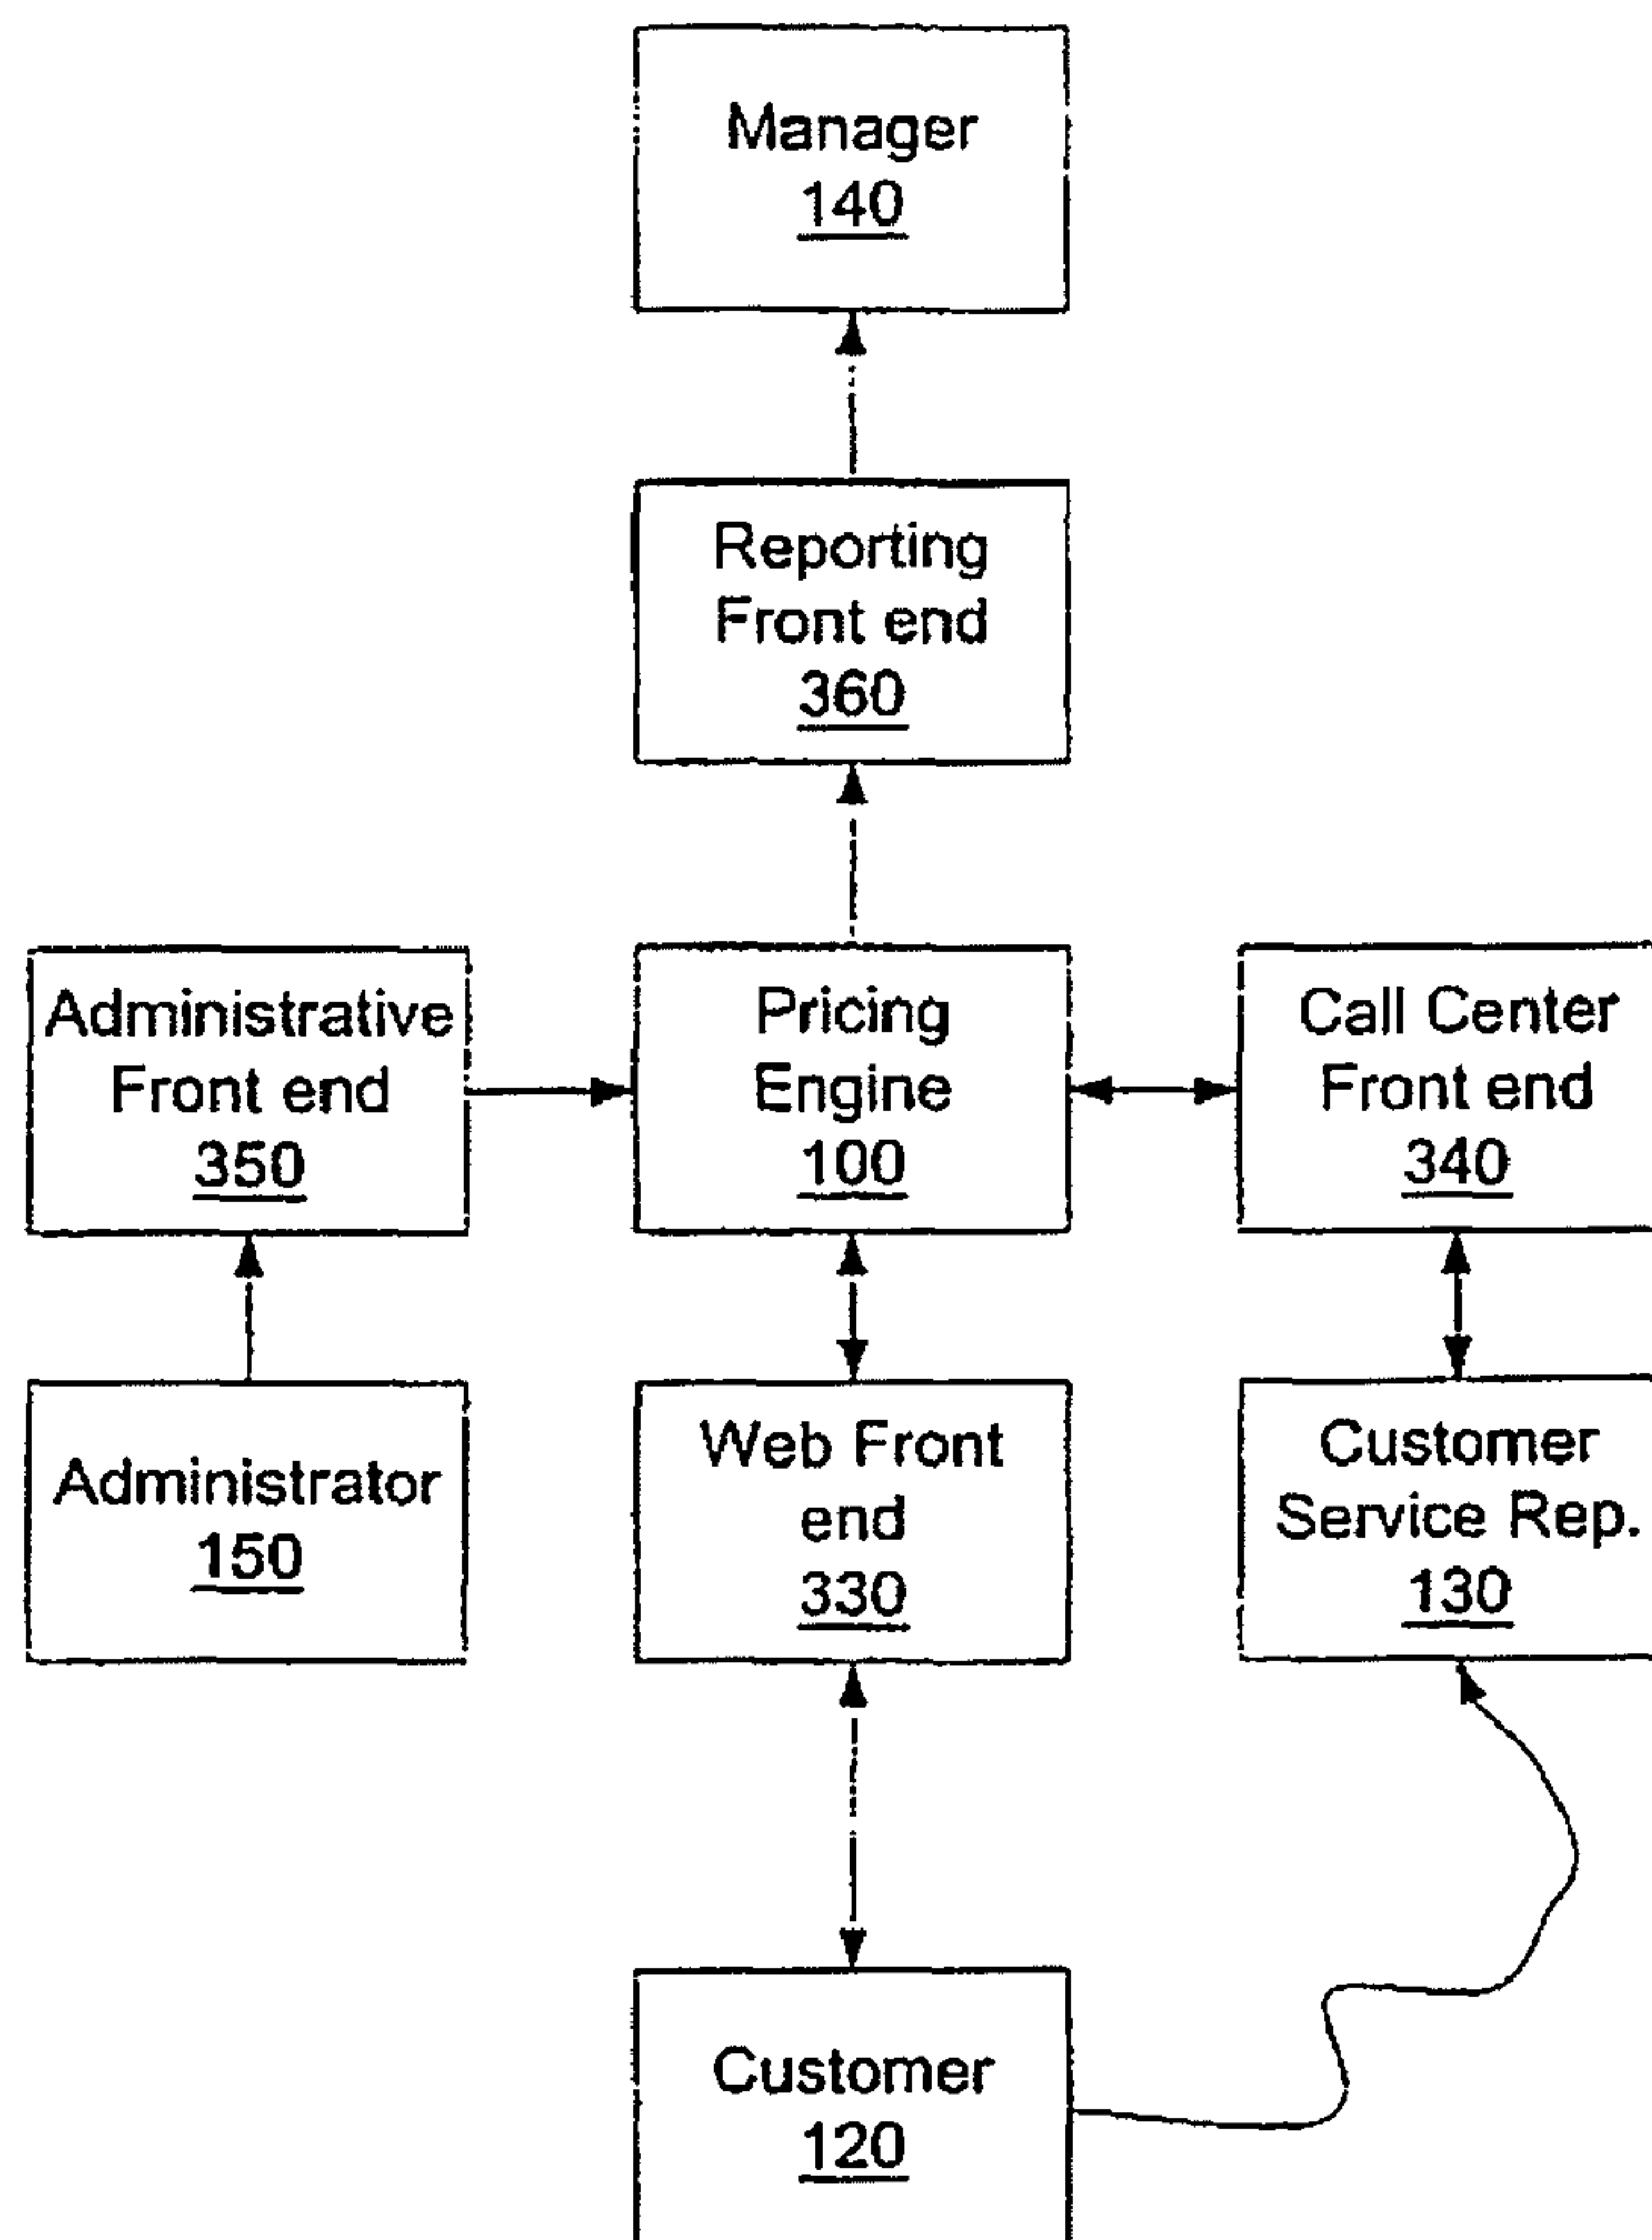 Manager
140
Reporting
Front end
360
Administrative
Front end
350
Pricing
Engine
100
Call Center
Front end
340
Administrator
150
Web Front
end
330
Customer
Service Rep.
130
Customer
120